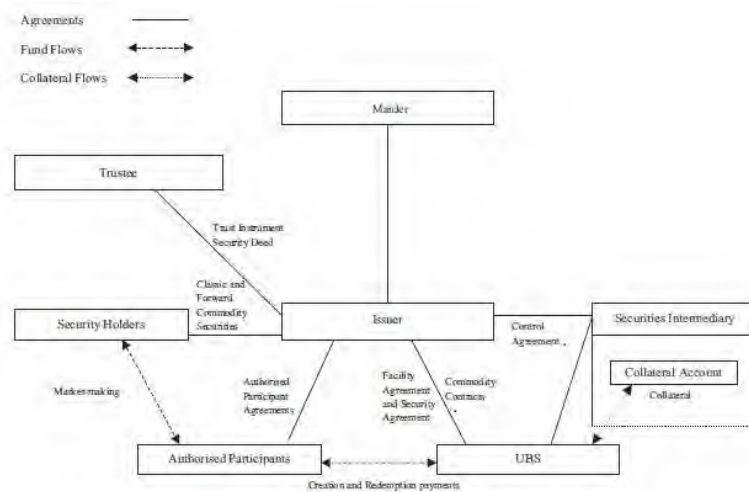 Agreements
Fund Flows
Collateral Flows
Trustee
Trust Instrument
Security Deed
Classic and
Forward
Commodity
Securities
Security Holders
Issuer
Control
Agreement
Securities Intermediary
Collateral Account
Collateral
Market-making
Authorised
Participant
Agreements
Facility
Agreement
and Security
Agreement
Commodity
Contracts
Authorised Participants
UBS
Creation and Redemption payments